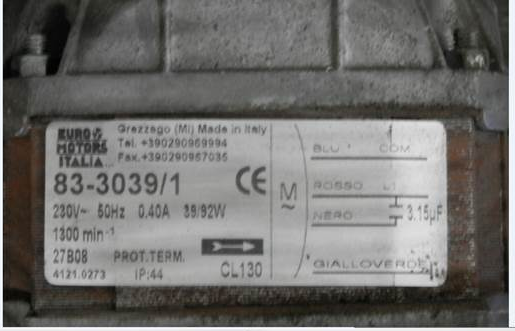 EURO MOTORS ITALIA
Grezzago (MI) Made in Italy
Tel. +390290969994
Fax.+390290967035
83-3039/1
CE
230V~ 50Hz 0.40A 39/92W
1300 min-1
27B08 PROT.TERM.
4121.0273 IP:44 CL130
M
~
BLU COM
ROSSO L1
NERO
3.15µF
GIALLOVERDE